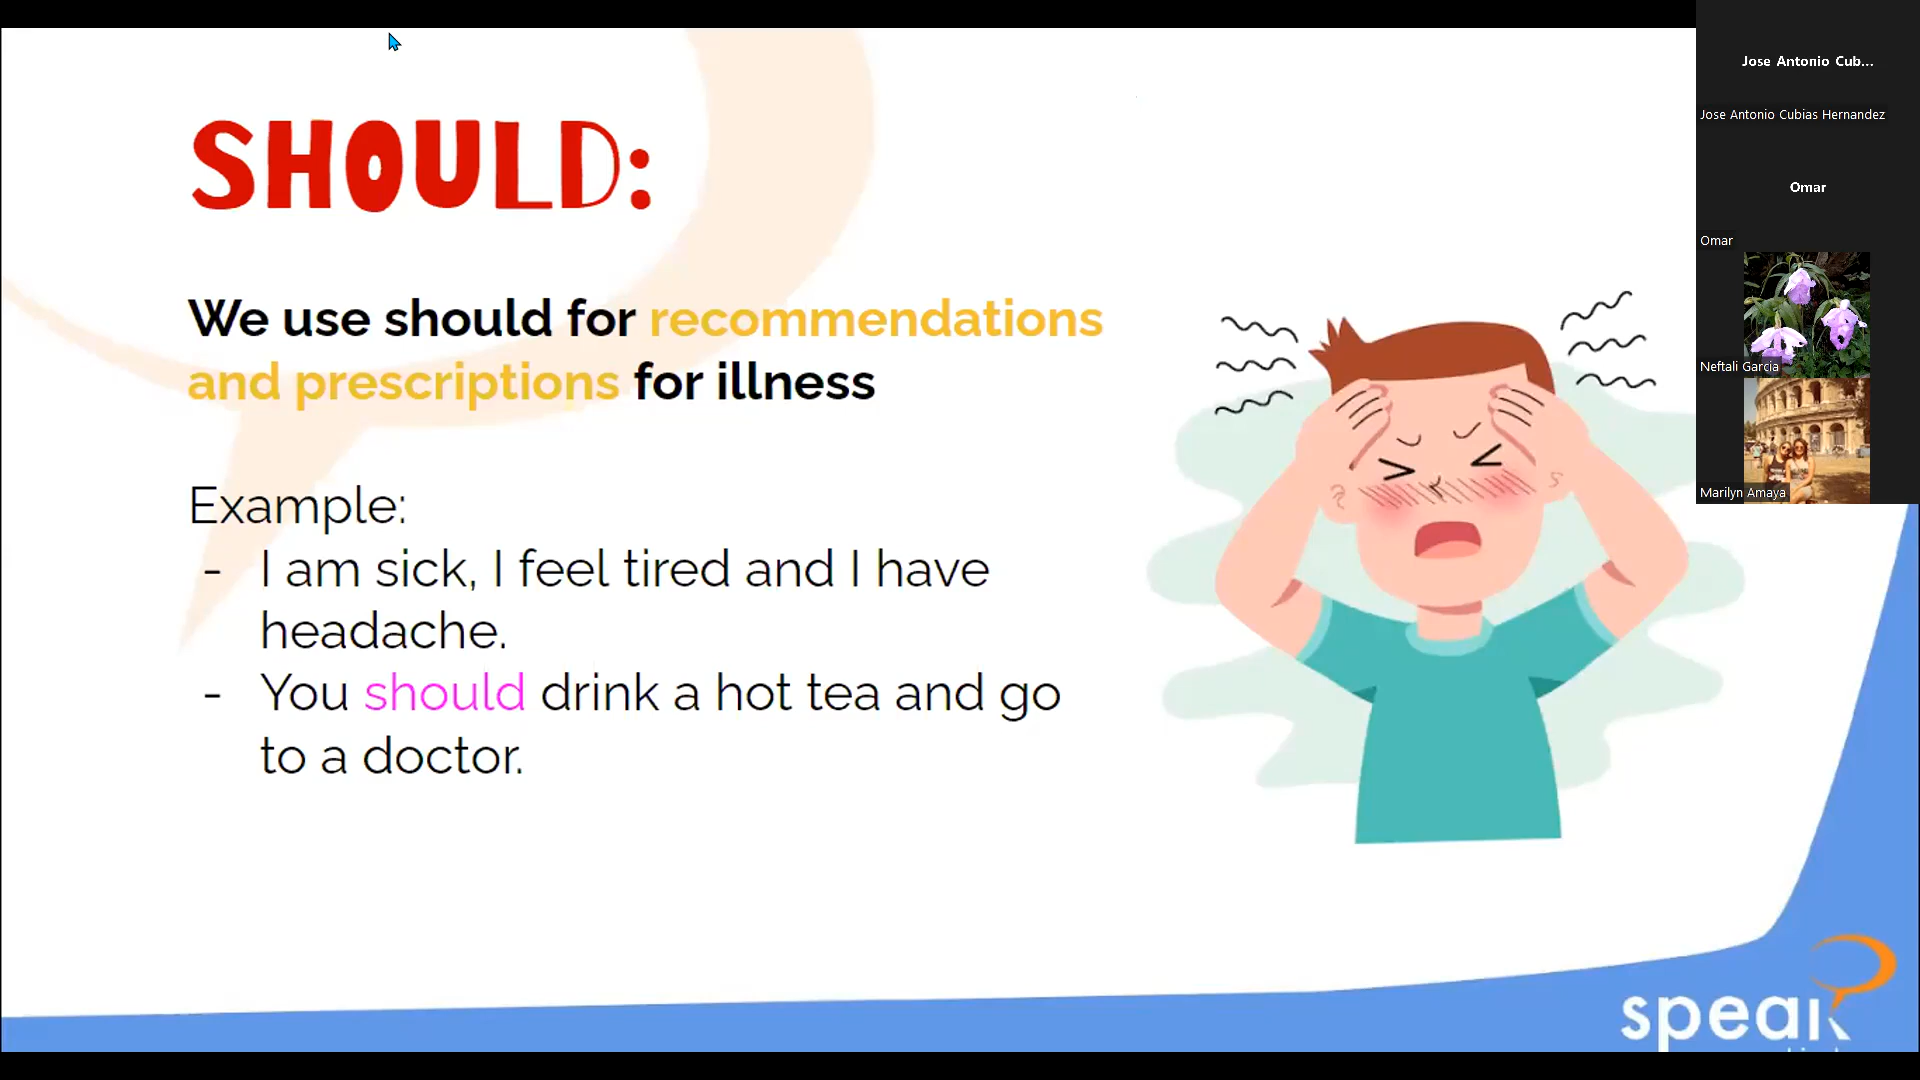 SHOULD:
We use should for recommendations
and prescriptions for illness
Example:
- I am sick, I feel tired and I have
headache.
- You should drink a hot tea and go
to a doctor.
Jose Antonio Cub...
Jose Antonio Cubias Hernandez
Omar
Omar
Neftali Garcia
Marilyn Amaya
speak